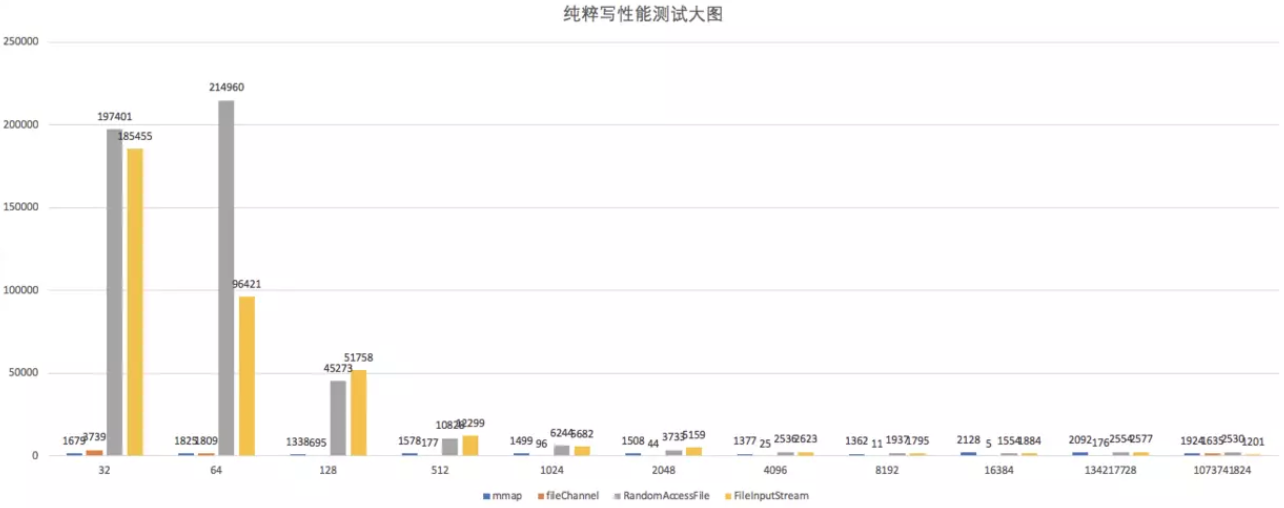 纯粹写性能测试大图
250000
200000
150000
100000
50000
0
1679 3739 197401 185455
1825 1809 214960 96421
1338 695 45273 51758
1578 177 10828 12299
1499 96 6244 5682
1508 44 3733 5159
1377 25 2536 2623
1362 11 1937 1795
2128 5 1554 1884
2092 176 2554 2577
1924 1635 2530 1201
32 64 128 512 1024 2048 4096 8192 16384 134217728 1073741824
mmap fileChannel RandomAccessFile FileInputStream